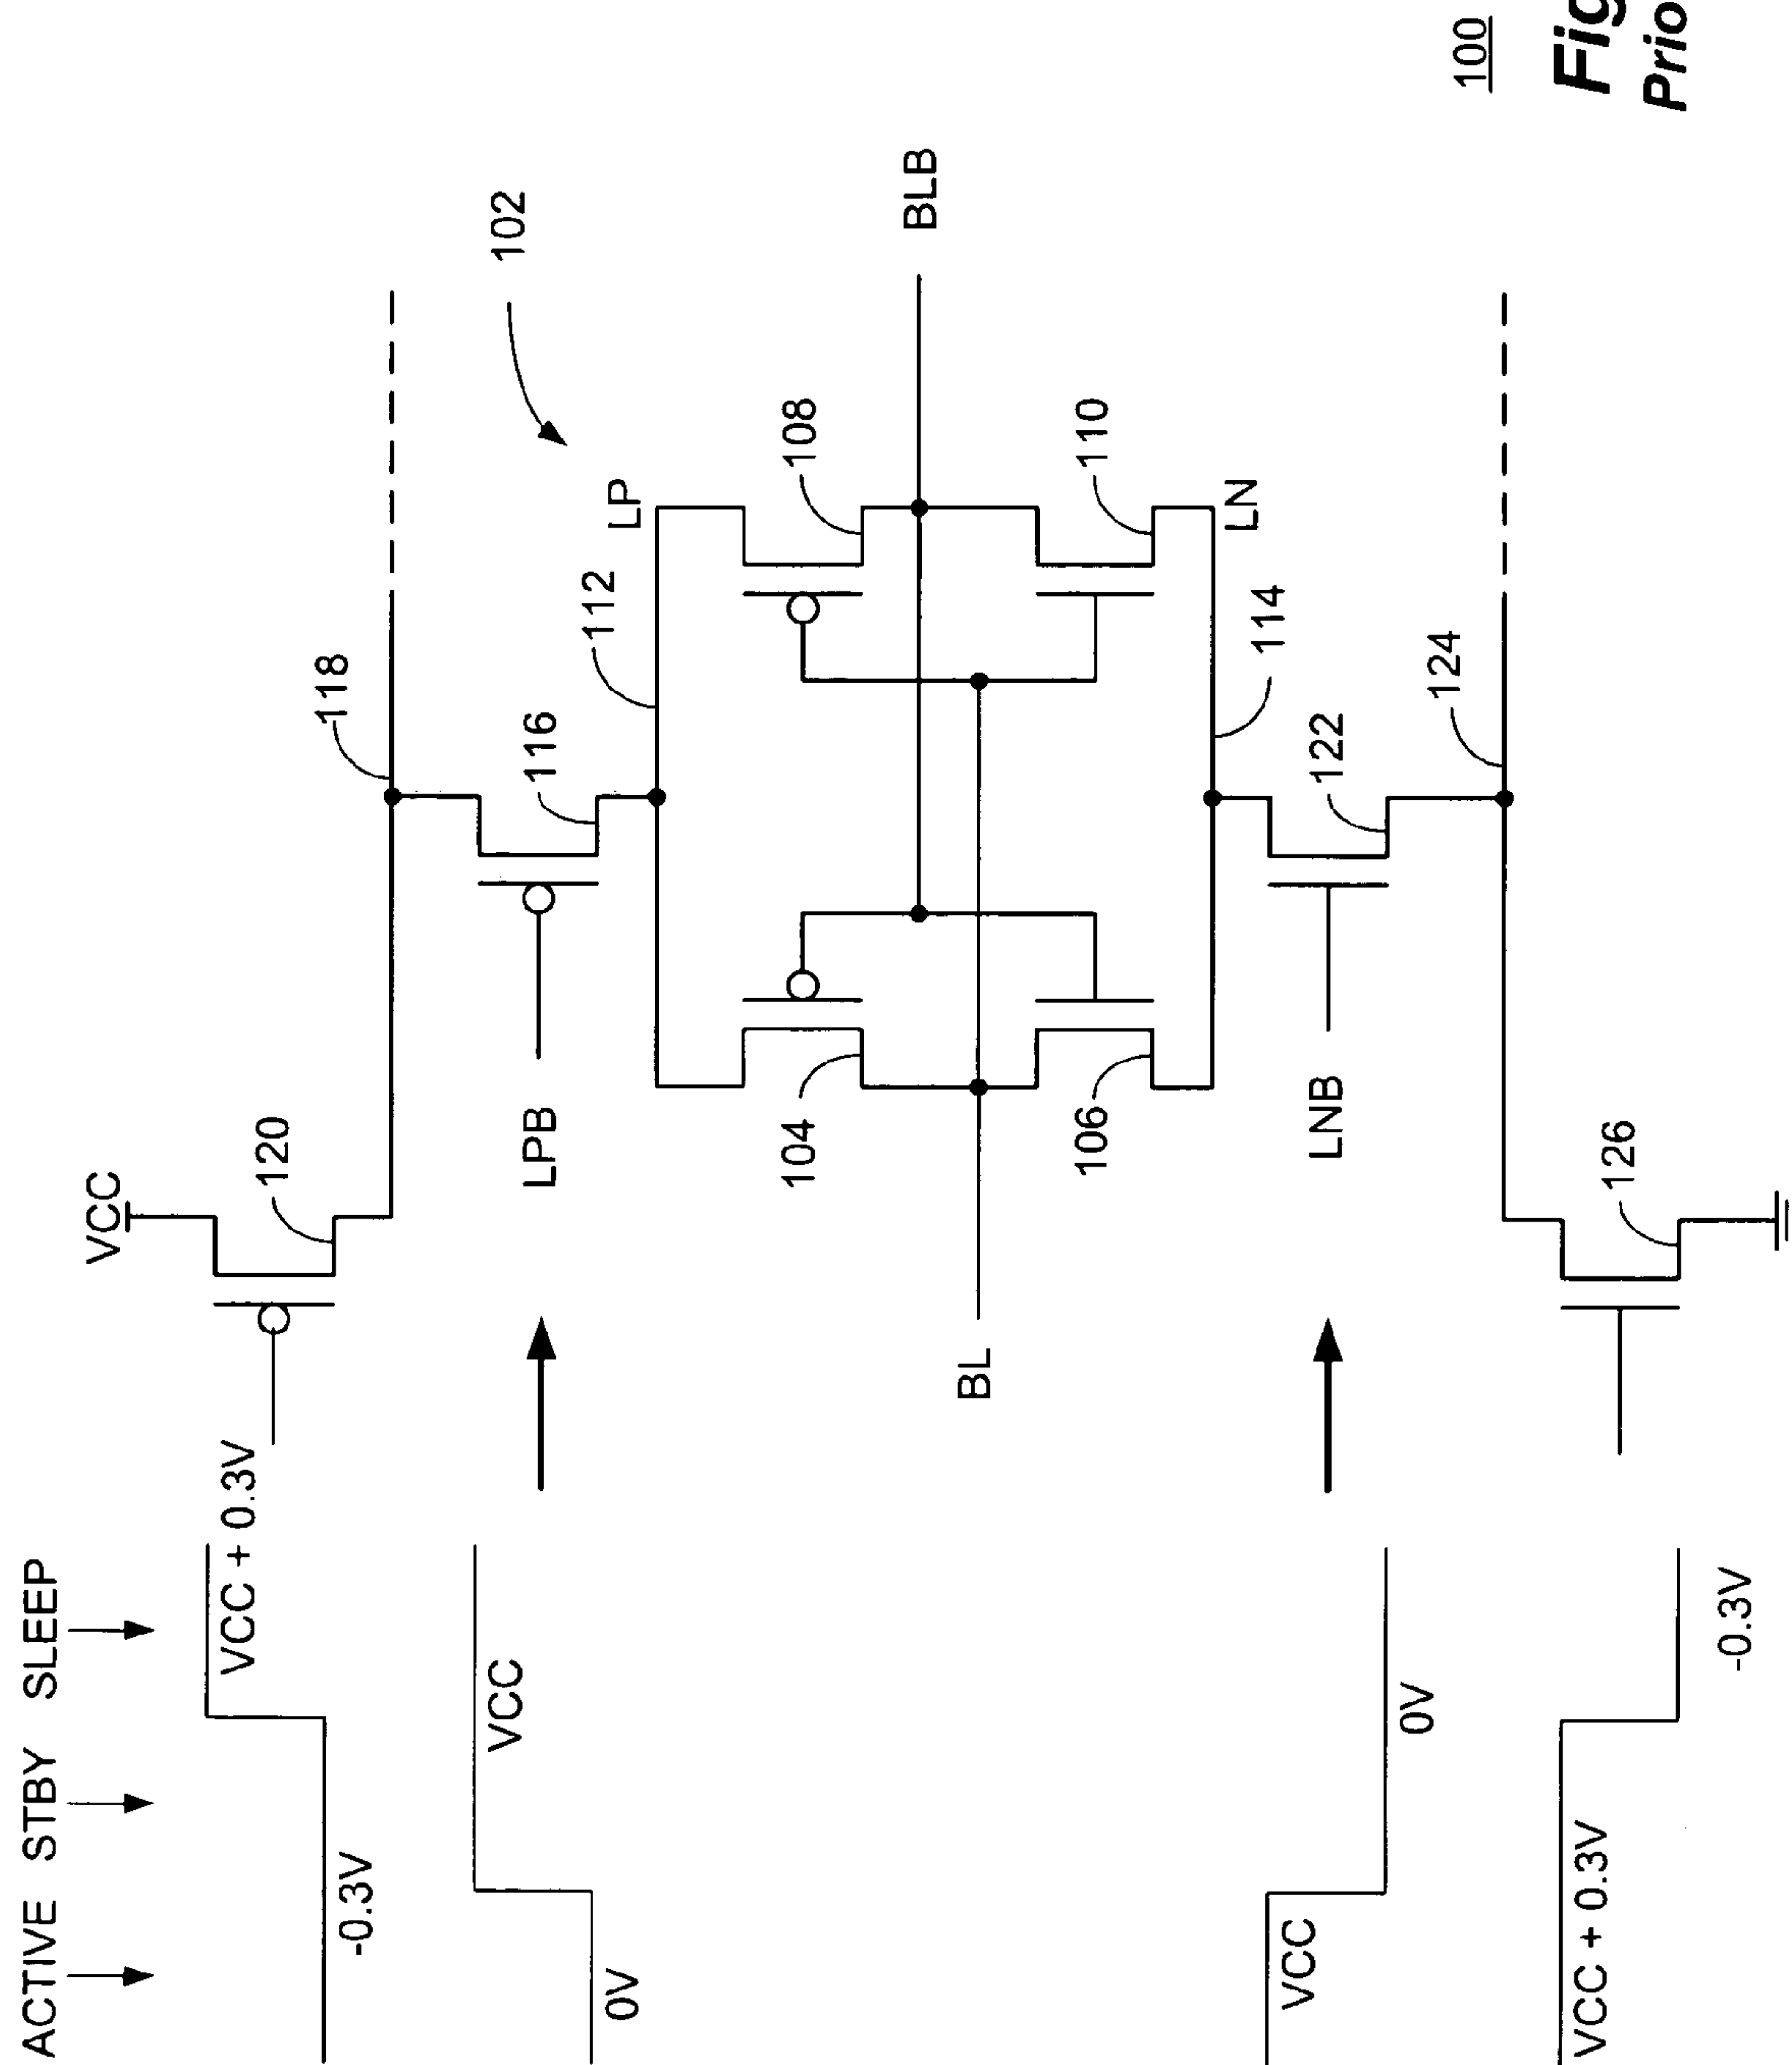 ACTIVE STBY SLEEP
VCC
VCC + 0.3V
120
118
-0.3V
VCC
102
LPB
116
112
0V
LP
104
108
BLB
BL
106
110
LN
114
VCC
LNB
122
0V
124
100
VCC + 0.3V
126
Fig
Prio
-0.3V